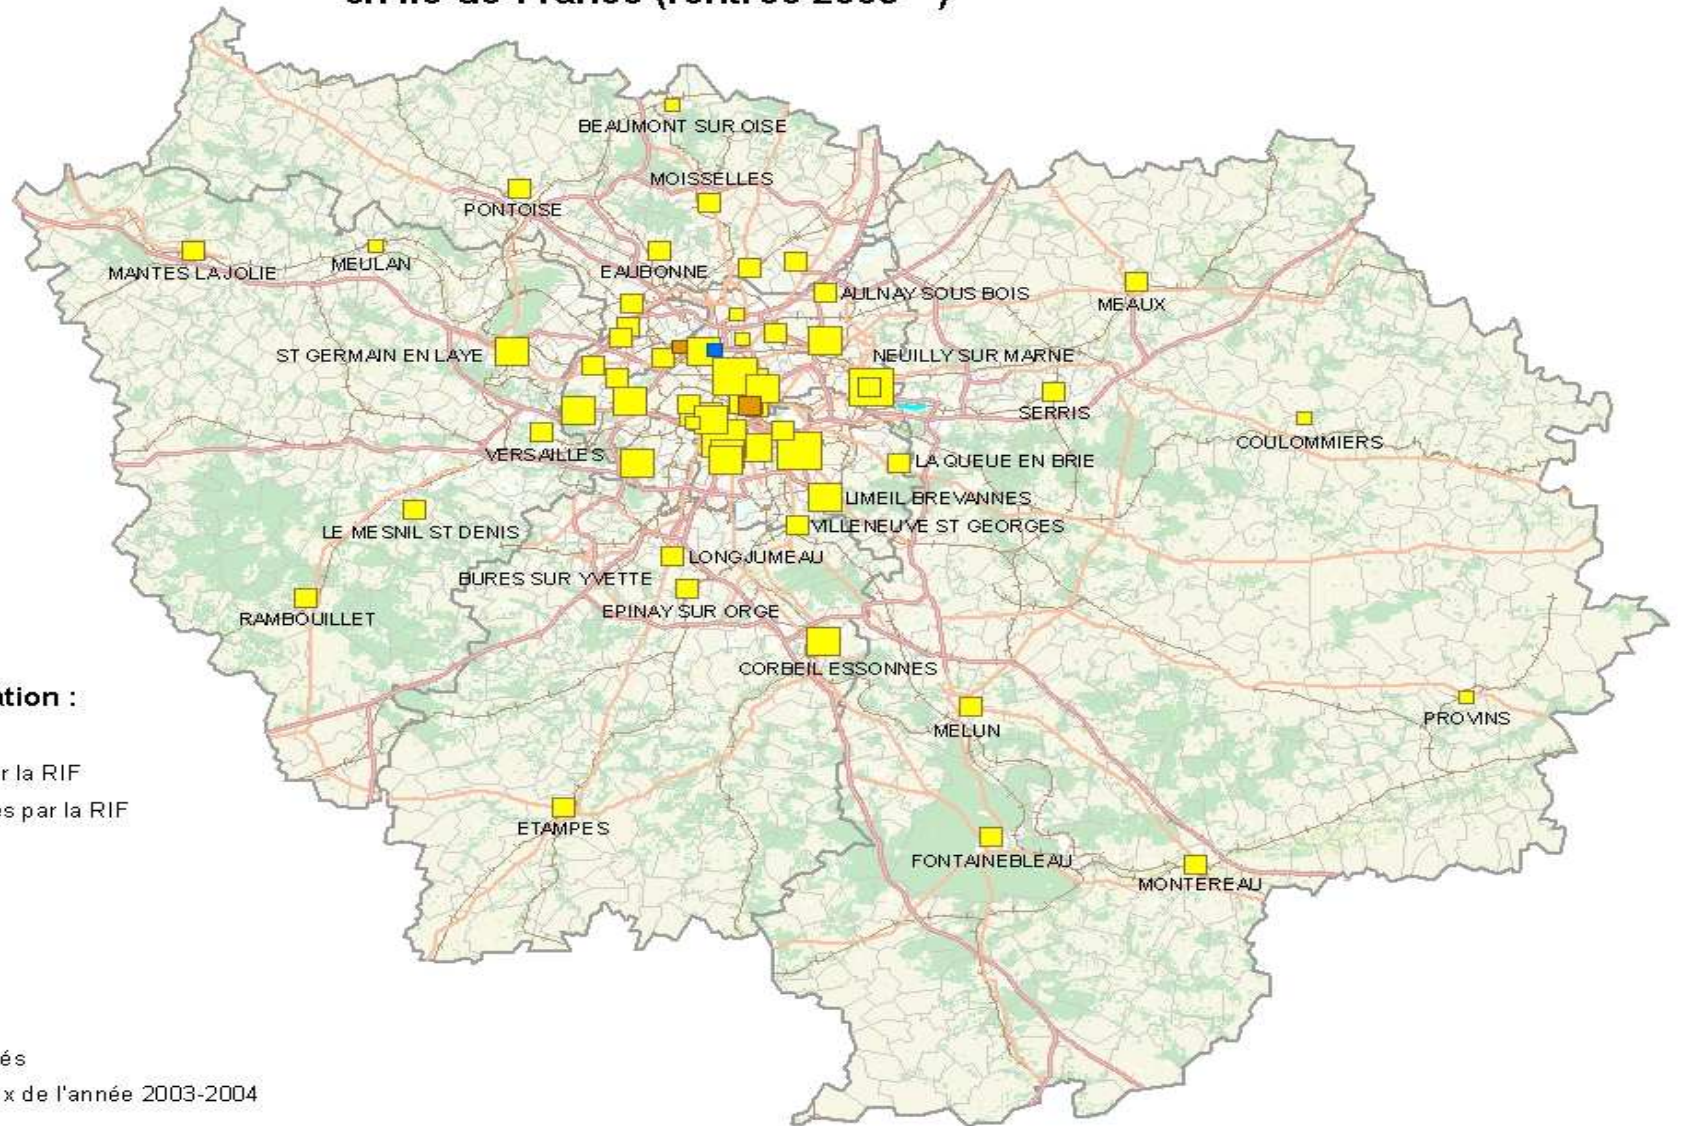 BEAUMONT SUR OISE
MOISSELLES
PONTOISE
MANTES LA JOLIE
MEULAN
EAUBONNE
AULNAY SOUS BOIS
MEAUX
ST GERMAIN EN LAYE
NEUILLY SUR MARNE
SERRIS
COULOMMIERS
VERSAILLES
LA QUEUE EN BRIE
LIMEIL BREVANNES
LE MESNIL ST DENIS
VILLENEUVE ST GEORGES
LONGJUMEAU
BURES SUR YVETTE
EPINAY SUR ORGE
RAMBOUILLET
CORBEIL ESSONNES
ation :
PROVINS
MELUN
r la RIF
es par la RIF
ETAMPES
FONTAINEBLEAU
MONTEREAU
és
x de l'année 2003-2004